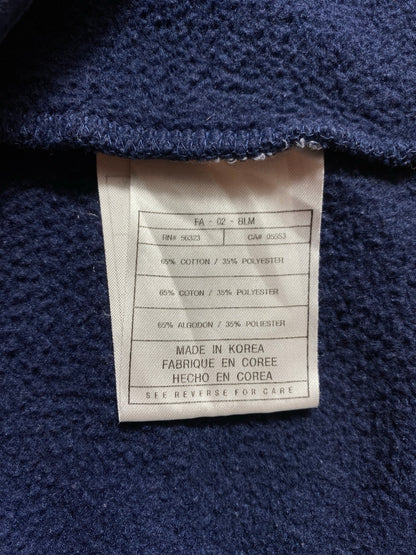 FA - 02 - BLM
RN# 56323 CA# 05553
65% COTTON / 35% POLYESTER
65% COTON / 35% POLYESTER
65% ALGODON / 35% POLIESTER
MADE IN KOREA
FABRIQUE EN COREE
HECHO EN COREA
SEE REVERSE FOR CARE